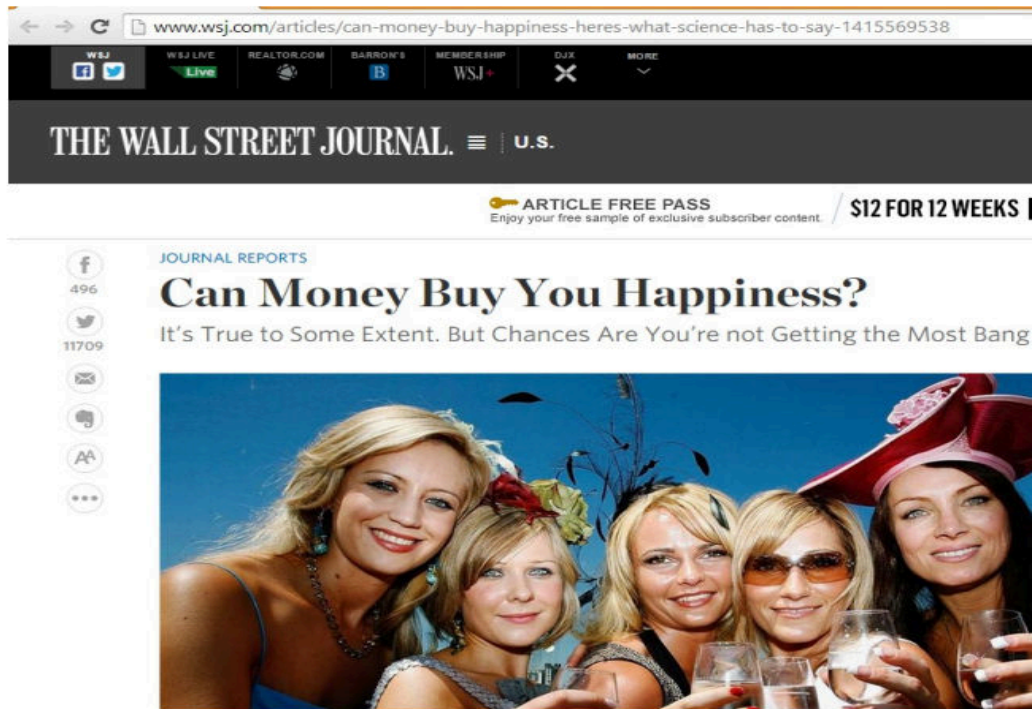 www.wsj.com/articles/can-money-buy-happiness-heres-what-science-has-to-say-1415569538
WSJ WSJ LIVE REALTOR.COM BARRON'S MEMBERSHIP DJX MORE
Live B WSJ+
THE WALL STREET JOURNAL. U.S.
ARTICLE FREE PASS
Enjoy your free sample of exclusive subscriber content.
$12 FOR 12 WEEKS
JOURNAL REPORTS
496
Can Money Buy You Happiness?
11709
It's True to Some Extent. But Chances Are You're not Getting the Most Bang
AA